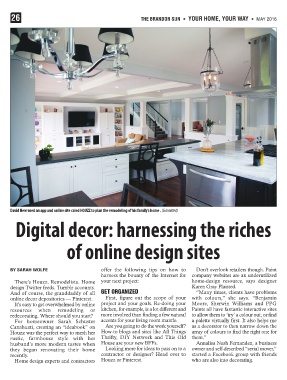 26
THE BRANDON SUN • YOUR HOME, YOUR WAY • MAY 2016
David Bere used an app and online site called HOUZZ to plan the remodeling of his family's home.
Digital decor: harnessing the riches
of online design sites
BY SARAH WOLFE
There's Houzz. Remodelista. Home
design Twitter feeds. Tumblr accounts.
And of course, the granddaddy of all
online decor depositories — Pinterest.
It's easy to get overwhelmed by online
resources when remodeling or
redecorating. Where should you start?
For homeowner Sarah Schuster
Cattabant, creating an "ideabook" on
Houzz was the perfect way to mesh her
rustic, farmhouse style with her
husband's more modern tastes when
they began renovating their home
recently.
Home design experts and connectors
offer the following tips on how to
harness the bounty of the Internet for
your next project:
GET ORGANIZED
First, figure out the scope of your
project and your goals. Re-doing your
kitchen, for example, is a lot different and
more involved than finding a few natural
accents for your living room mantle.
Are you going to do the work yourself?
How-to blogs and sites like All Things
Thrifty, DIY Network and This Old
House are your new BFFs.
Looking more for ideas to pass on to a
contractor or designer? Head over to
Houzz or Pinterest.
Don't overlook retailers though. Paint
company websites are an underutilized
home-design resource, says designer
Karen Gray Plaisted.
"Many times, clients have problems
with colours," she says. "Benjamin
Moore, Sherwin Williams and PPG
Paints all have fantastic interactive sites
to allow them to 'try' a colour out, or find
a palette virtually first. It also helps me
as a decorator to then narrow down the
array of colours to find the right one for
them."
Annalisa Nash Fernandez, a business
owner and self-described "serial mover,"
started a Facebook group with friends
who are also into decorating.